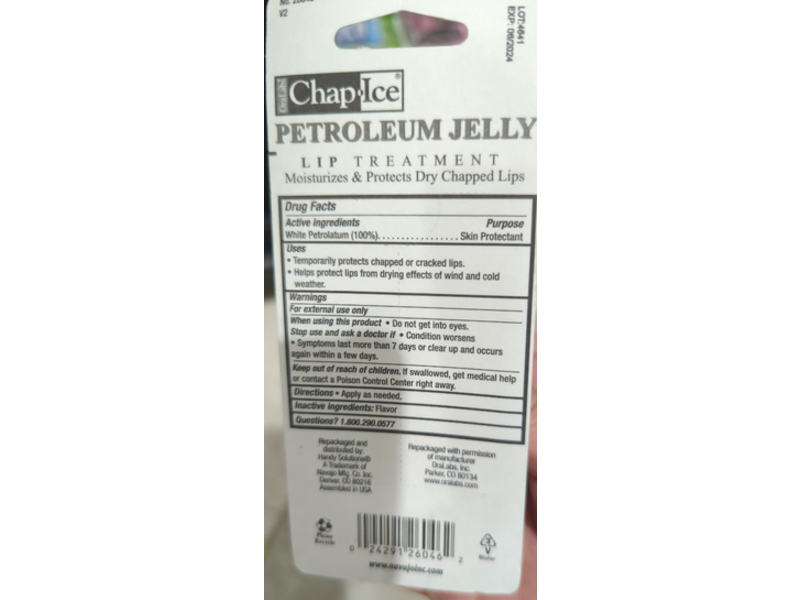 V2
LOT:4641
EXP: 08/2024
OraLabs
Chap•Ice®
PETROLEUM JELLY
LIP TREATMENT
Moisturizes & Protects Dry Chapped Lips
Drug Facts
Active ingredients Purpose
White Petrolatum (100%)................. Skin Protectant
Uses
• Temporarily protects chapped or cracked lips.
• Helps protect lips from drying effects of wind and cold
weather.
Warnings
For external use only
When using this product • Do not get into eyes.
Stop use and ask a doctor if • Condition worsens
• Symptoms last more than 7 days or clear up and occurs
again within a few days.
Keep out of reach of children. If swallowed, get medical help
or contact a Poison Control Center right away.
Directions • Apply as needed.
Inactive ingredients: Flavor
Questions? 1.800.290.0577
Repackaged and
distributed by
Handy Solutions®
A Trademark of
Navajo Mfg. Co. Inc.
Denver, CO 80216
Assembled in USA
Repackaged with permission
of manufacturer
OraLabs, Inc.
Parker, CO 80134
www.oralabs.com
Please
Recycle
0 24291 26046 2
www.navajoinc.com